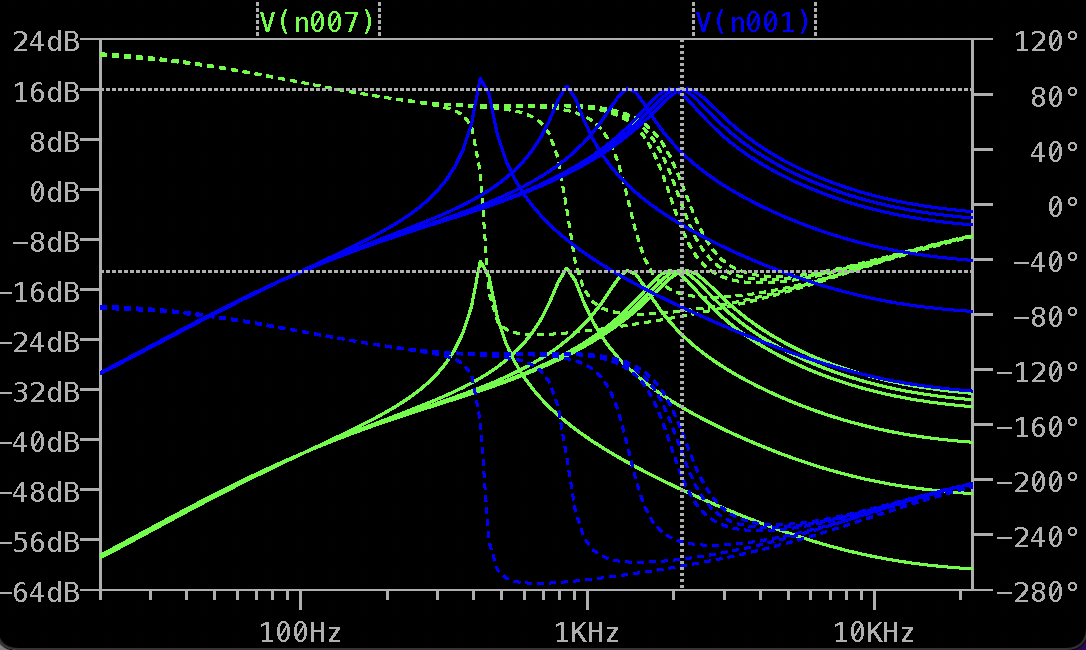 V(n007) V(n001)
24dB 120°
16dB 80°
8dB 40°
0dB 0°
-8dB -40°
-16dB -80°
-24dB -120°
-32dB -160°
-40dB -200°
-48dB -240°
-56dB -280°
-64dB
100Hz 1KHz 10KHz